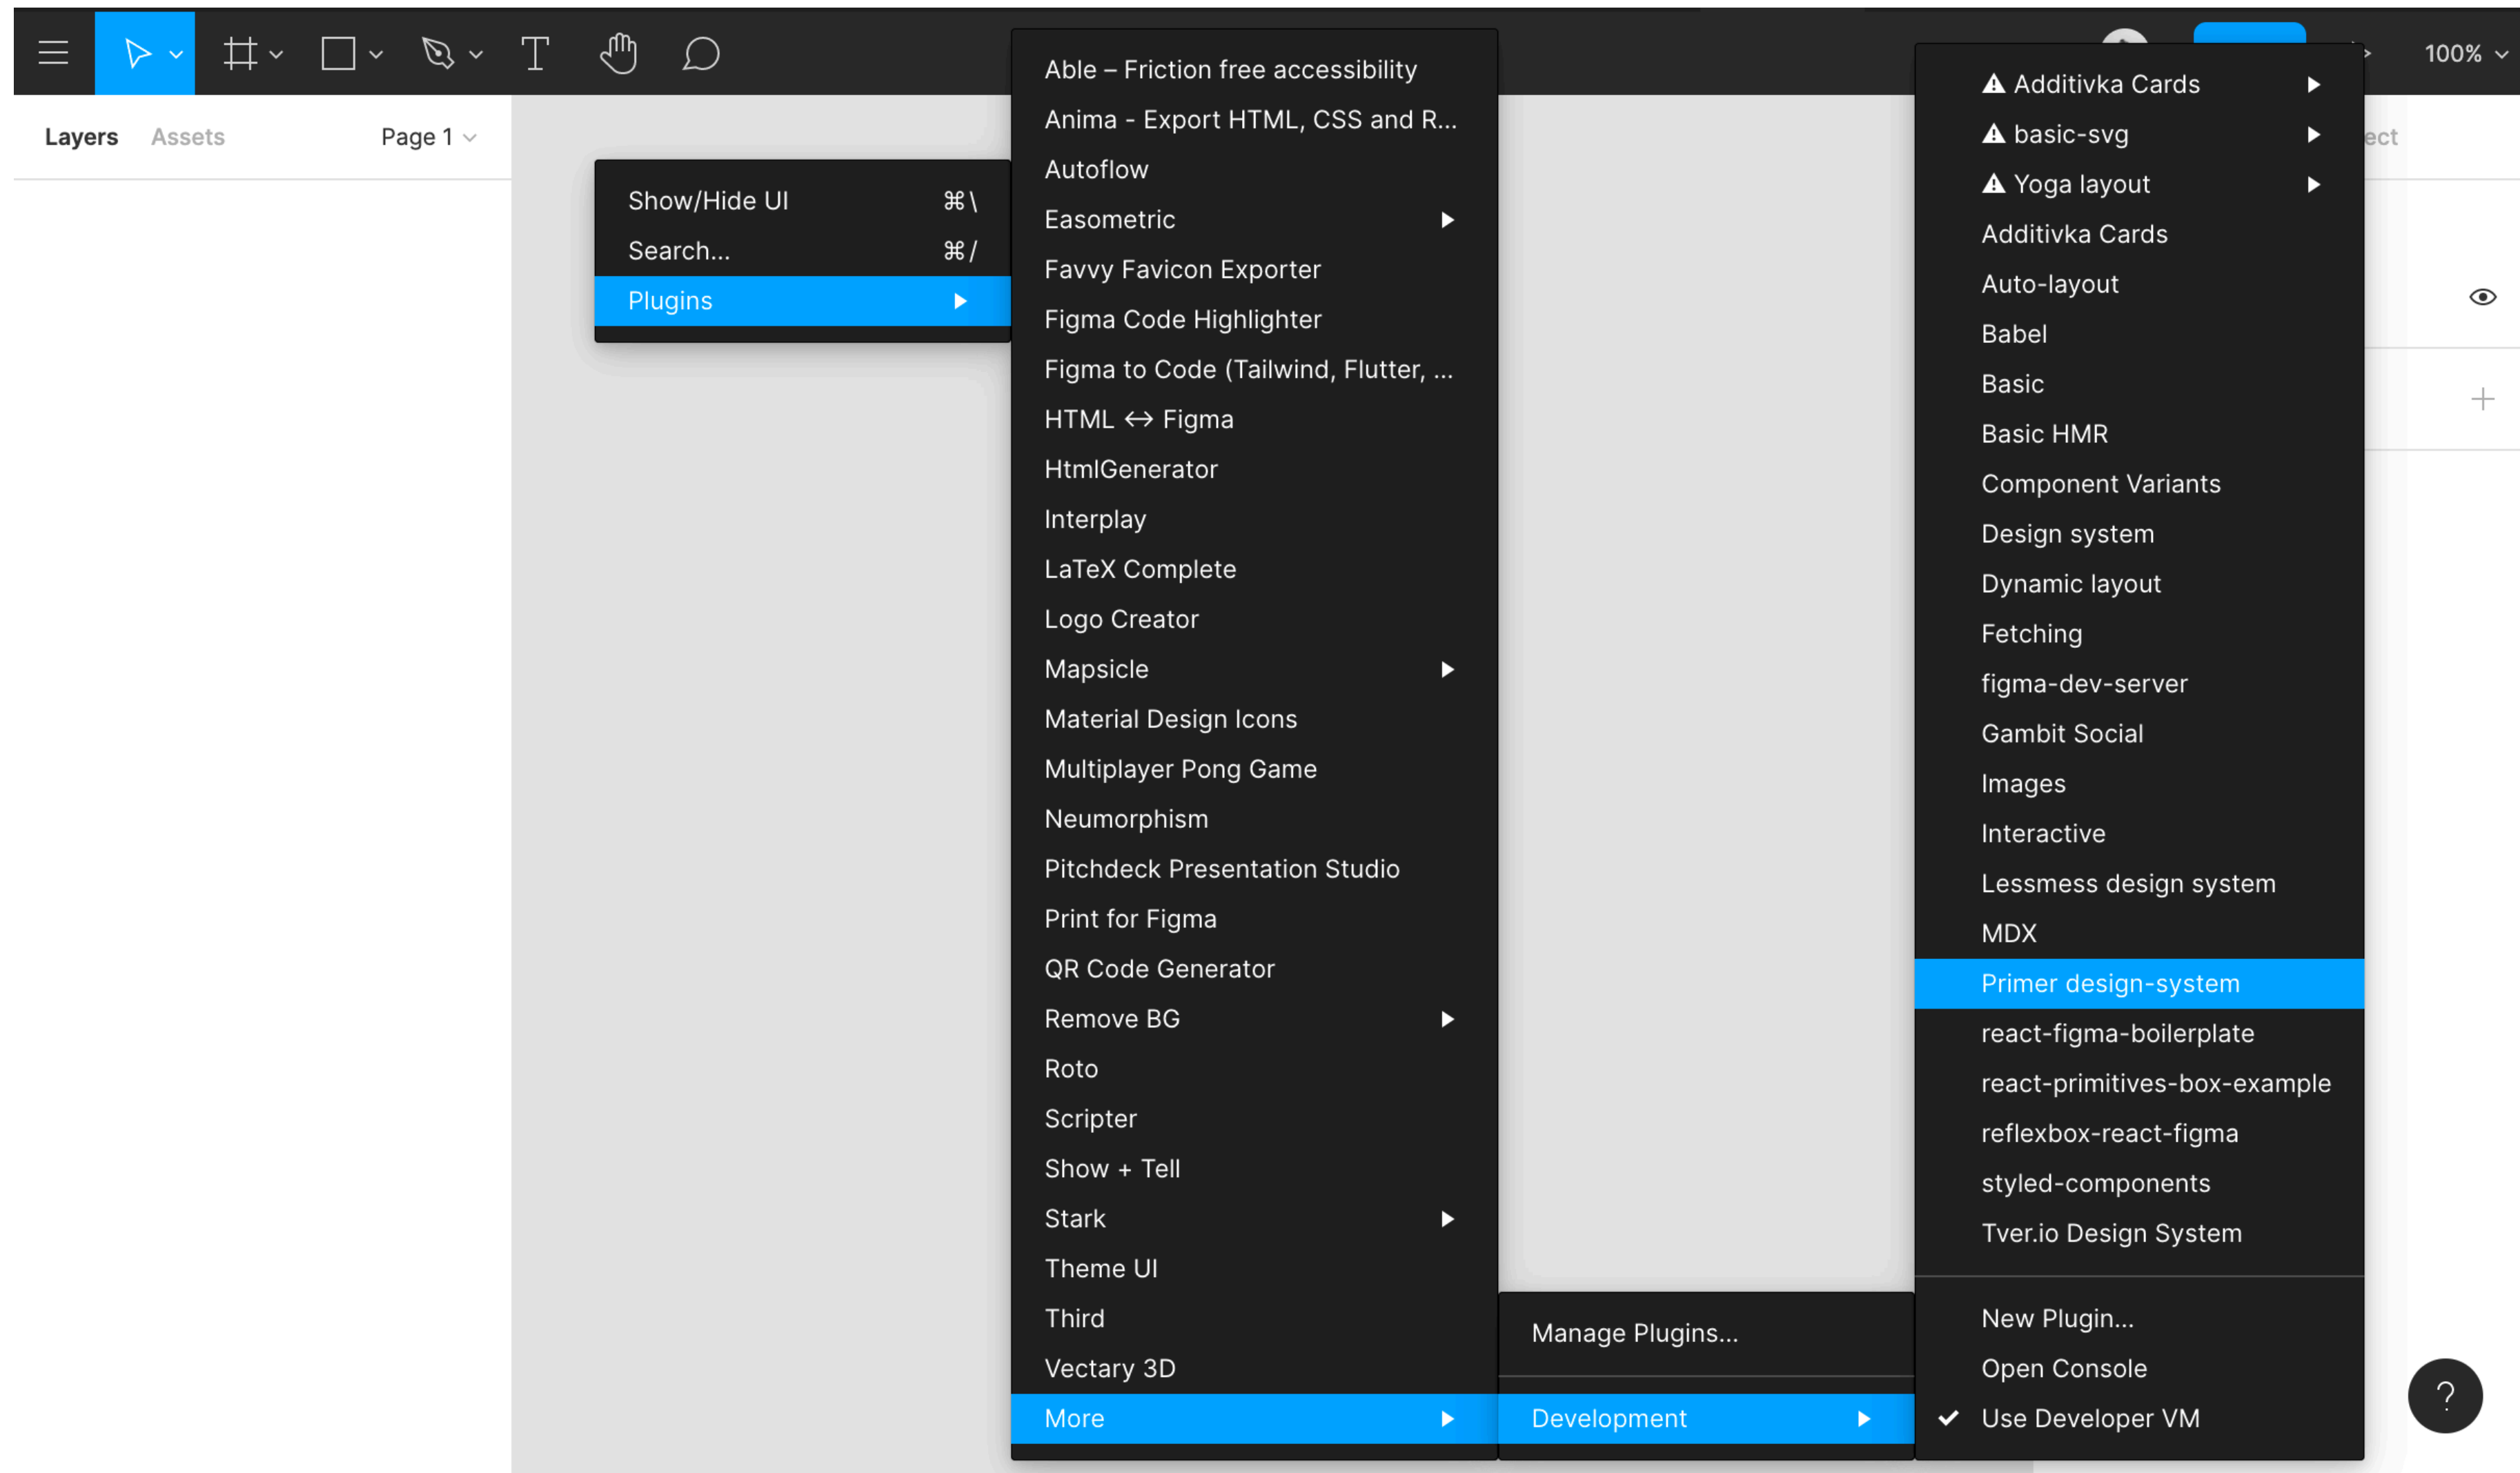 100%
Layers Assets Page 1
ect
Show/Hide UI ⌘\
Search... ⌘/
Plugins
Able – Friction free accessibility
Anima - Export HTML, CSS and R...
Autoflow
Easometric
Favvy Favicon Exporter
Figma Code Highlighter
Figma to Code (Tailwind, Flutter, ...
HTML <-> Figma
HtmlGenerator
Interplay
LaTeX Complete
Logo Creator
Mapsicle
Material Design Icons
Multiplayer Pong Game
Neumorphism
Pitchdeck Presentation Studio
Print for Figma
QR Code Generator
Remove BG
Roto
Scripter
Show + Tell
Stark
Theme UI
Third
Vectary 3D
More
Manage Plugins...
Development
Additivka Cards
basic-svg
Yoga layout
Additivka Cards
Auto-layout
Babel
Basic
Basic HMR
Component Variants
Design system
Dynamic layout
Fetching
figma-dev-server
Gambit Social
Images
Interactive
Lessmess design system
MDX
Primer design-system
react-figma-boilerplate
react-primitives-box-example
reflexbox-react-figma
styled-components
Tver.io Design System
New Plugin...
Open Console
Use Developer VM
?